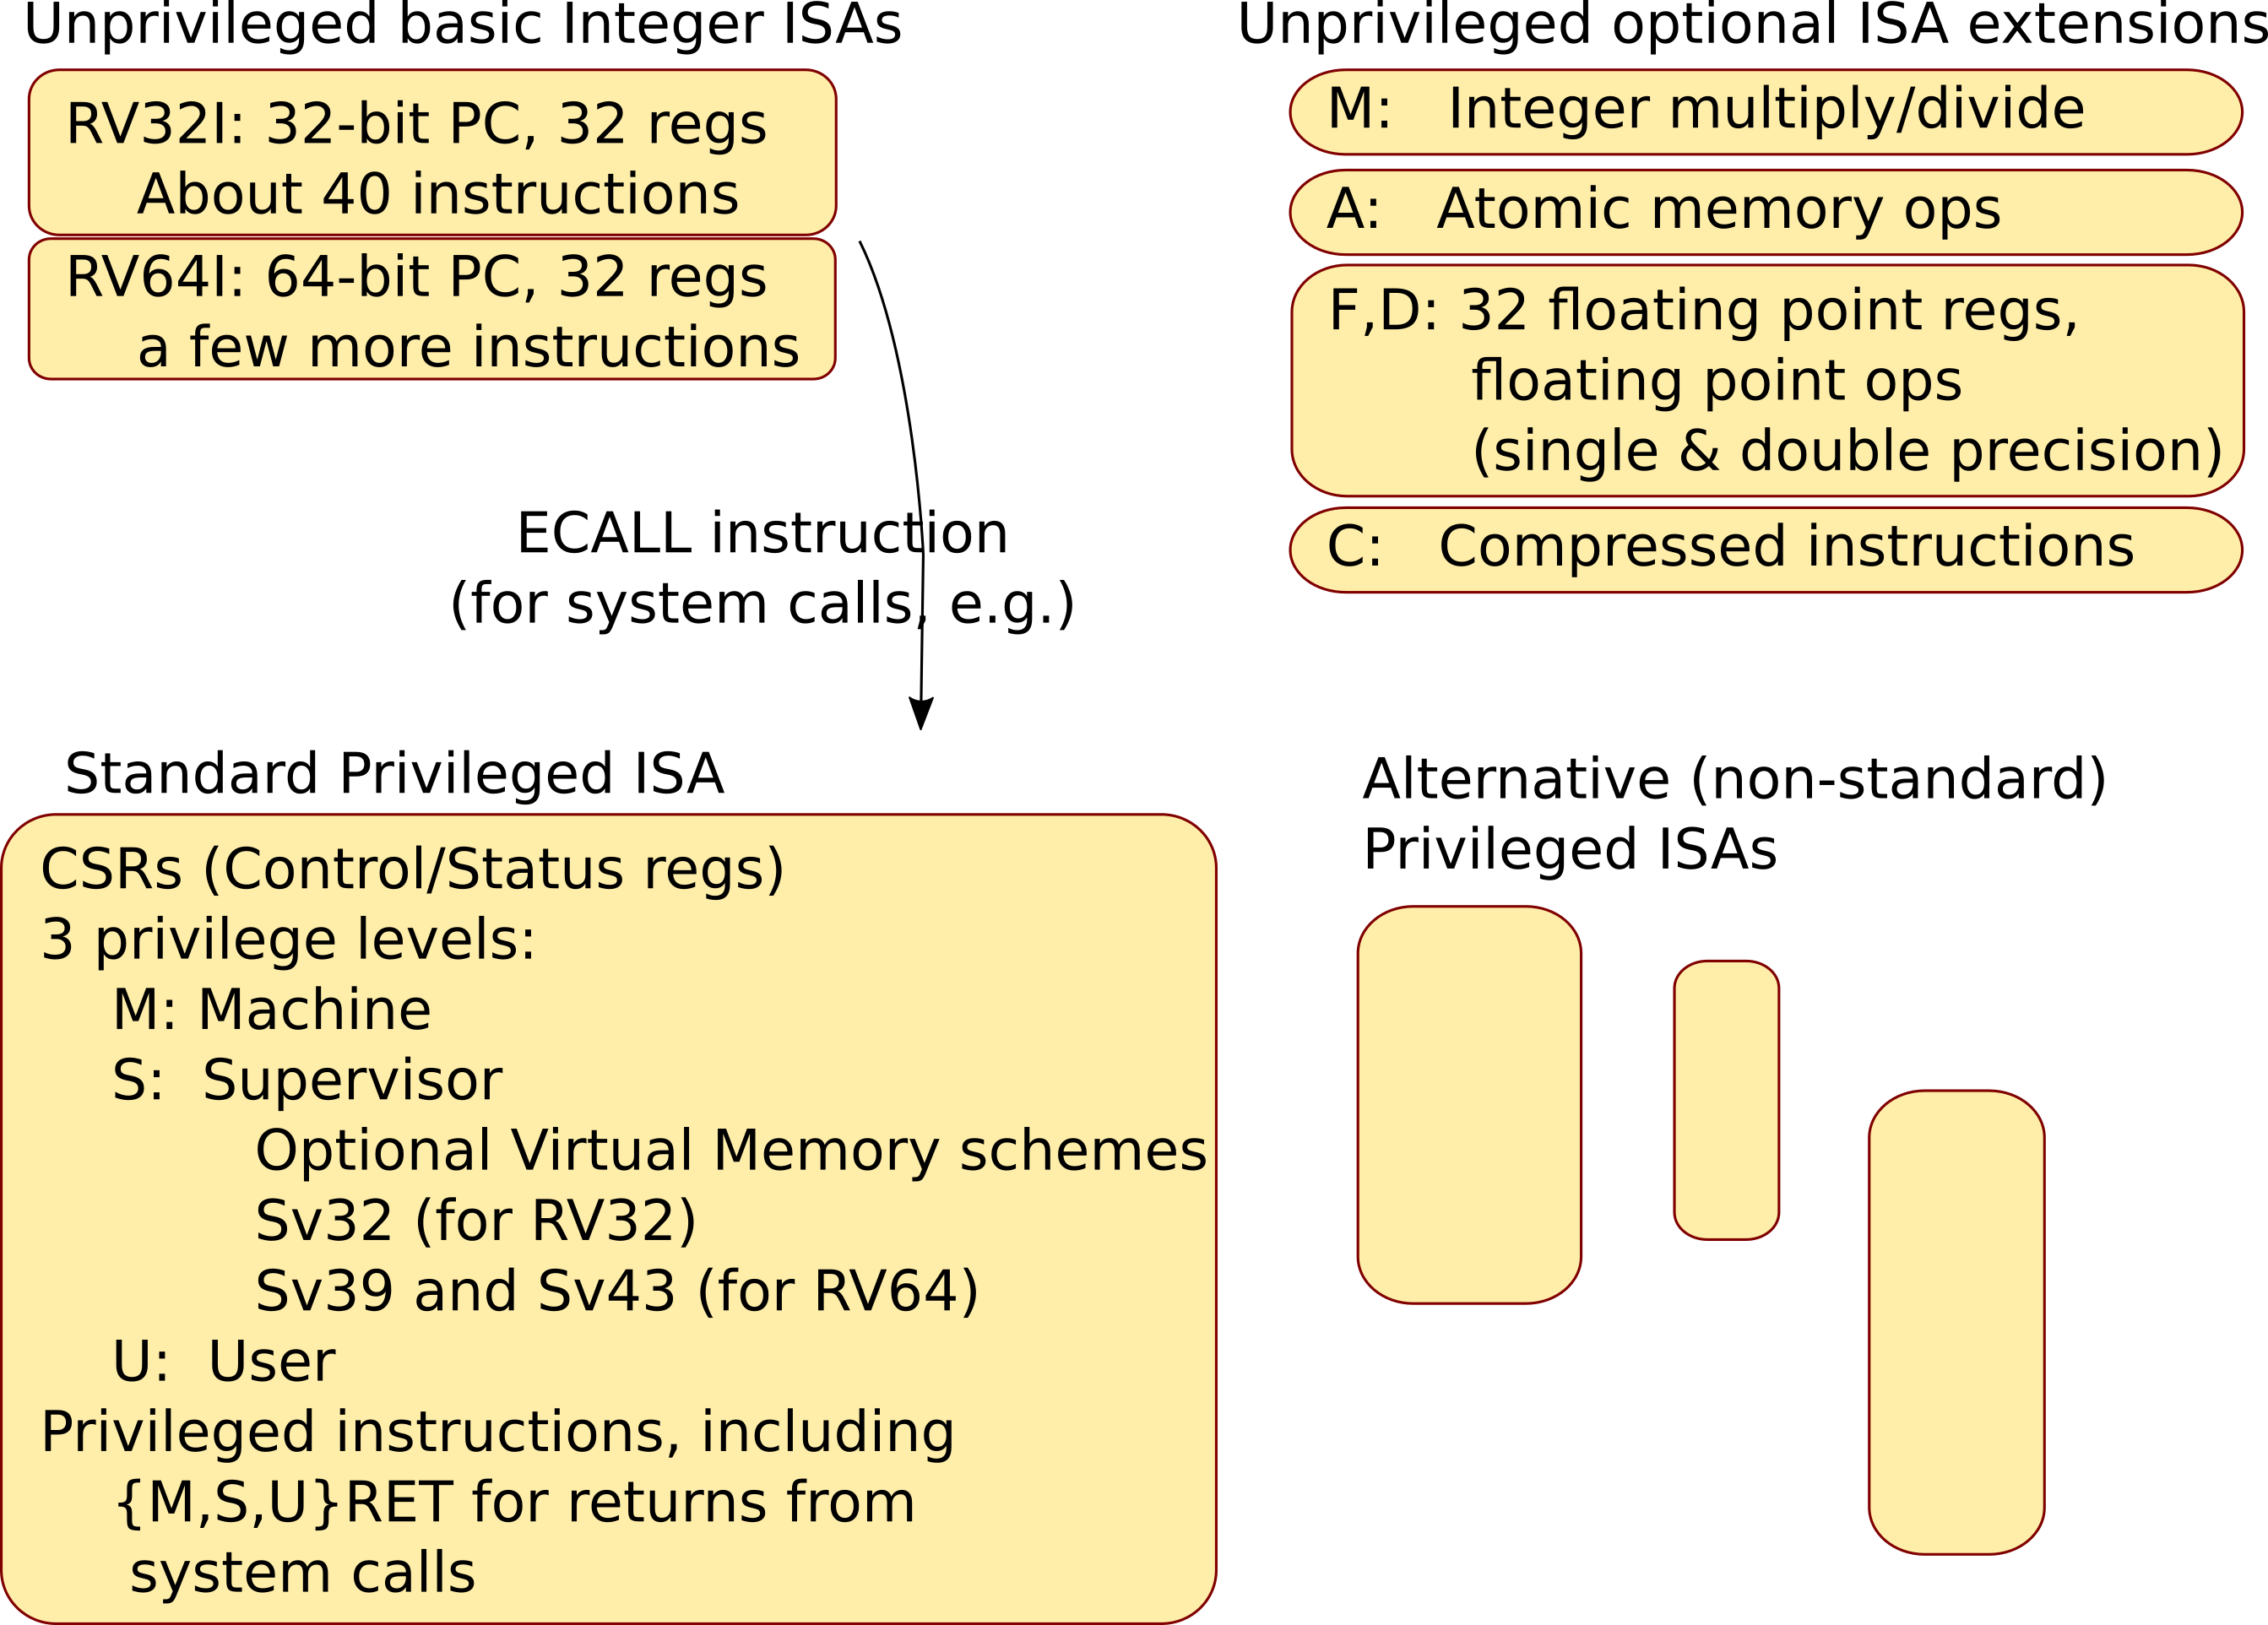 Unprivileged basic Integer ISAs
RV32I: 32-bit PC, 32 regs
About 40 instructions
RV64I: 64-bit PC, 32 regs
a few more instructions
Unprivileged optional ISA extensions
M: Integer multiply/divide
A: Atomic memory ops
F,D: 32 floating point regs,
floating point ops
(single & double precision)
C: Compressed instructions
ECALL instruction
(for system calls, e.g.)
Standard Privileged ISA
CSRs (Control/Status regs)
3 privilege levels:
M: Machine
S: Supervisor
Optional Virtual Memory schemes
Sv32 (for RV32)
Sv39 and Sv43 (for RV64)
U: User
Privileged instructions, including
{M,S,U}RET for returns from
system calls
Alternative (non-standard)
Privileged ISAs